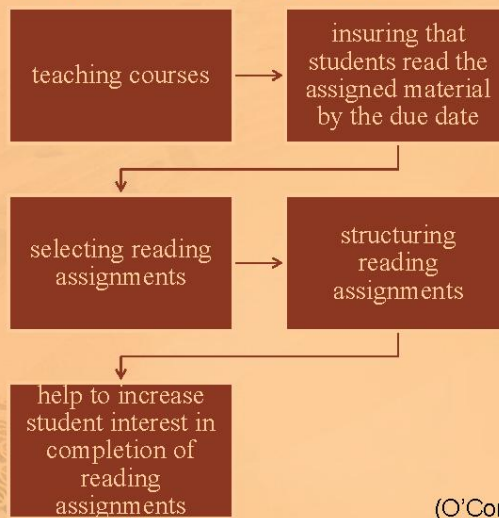 teaching courses
insuring that
students read the
assigned material
by the due date
selecting reading
assignments
structuring
reading
assignments
help to increase
student interest in
completion of
reading
assignments